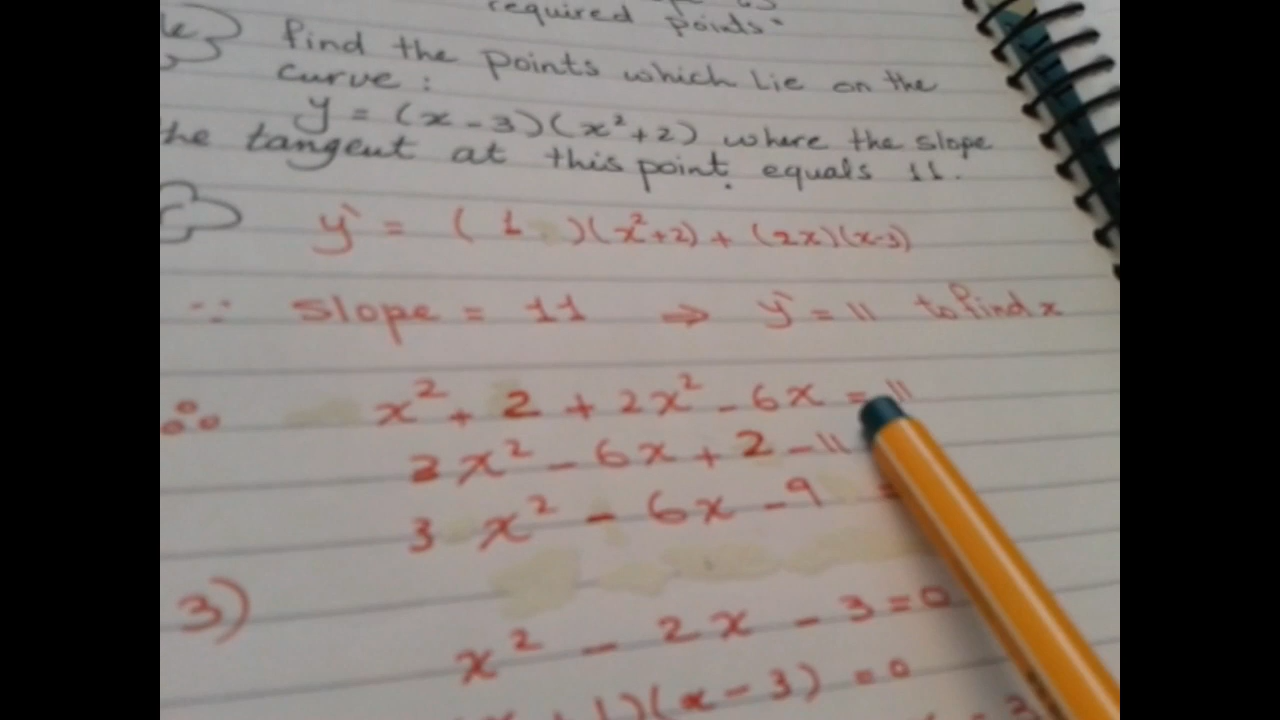 required points.
find the points which lie on the
curve:
y = (x - 3)(x² + 2) where the slope
the tangent at this point. equals 11.
y` = ( 1 )(x² + 2) + (2x)(x-3)
∵ slope = 11 ⇒ y` = 11 to find x
∴ x² + 2 + 2x² - 6x = 11
3x² - 6x + 2 - 11
3 x² - 6x - 9 =
3)
x² - 2x - 3 = 0
1)(x - 3) = 0